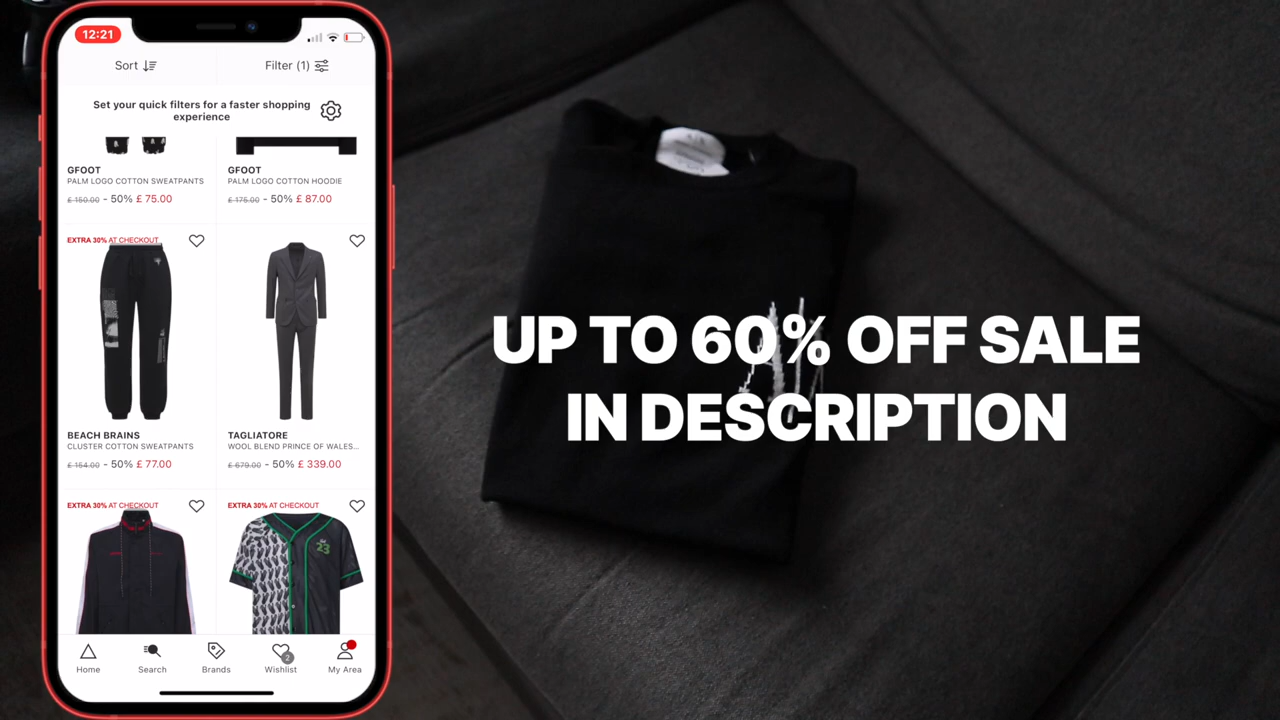 12:21
Sort
Filter (1)
Set your quick filters for a faster shopping
experience
GFOOT
PALM LOGO COTTON SWEATPANTS
£ 150.00 - 50% £ 75.00
GFOOT
PALM LOGO COTTON HOODIE
£ 175.00 - 50% £ 87.00
EXTRA 30% AT CHECKOUT
BEACH BRAINS
CLUSTER COTTON SWEATPANTS
£ 154.00 - 50% £ 77.00
TAGLIATORE
WOOL BLEND PRINCE OF WALES...
£ 679.00 - 50% £ 339.00
EXTRA 30% AT CHECKOUT
EXTRA 30% AT CHECKOUT
23
Home
Search
Brands
2
Wishlist
My Area
UP TO 60% OFF SALE
IN DESCRIPTION